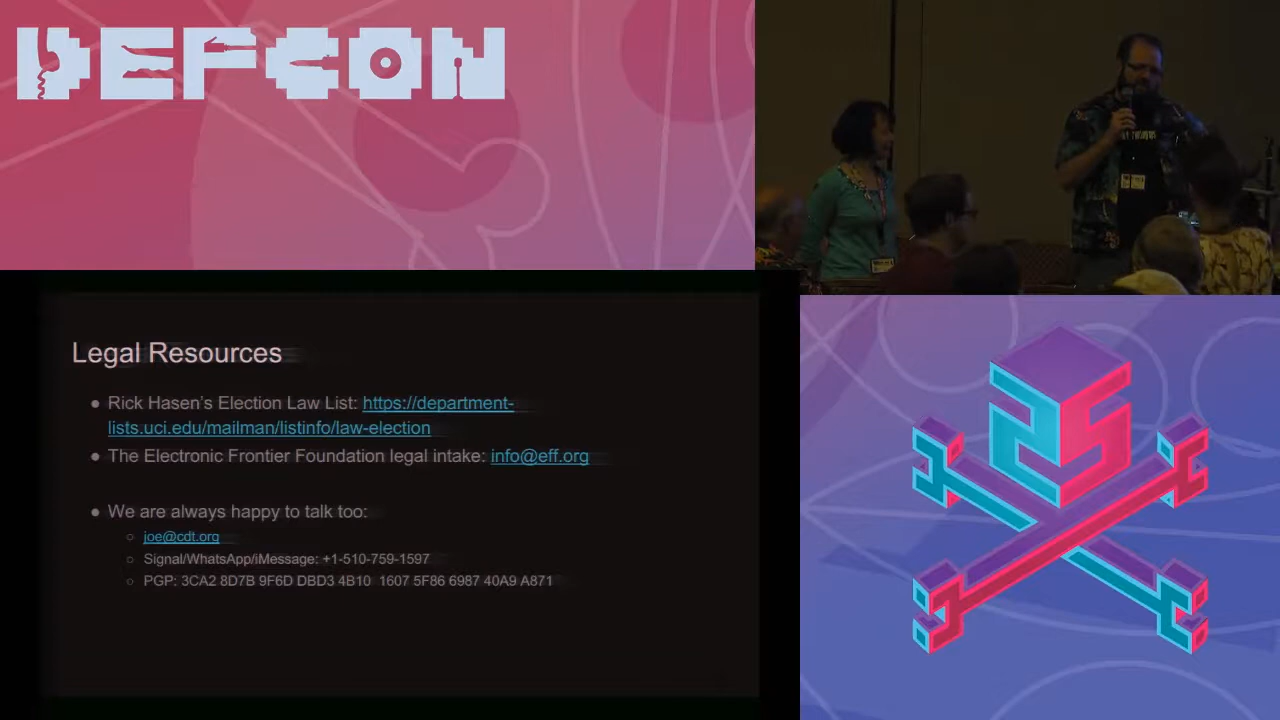 DEFCON
Legal Resources
● Rick Hasen's Election Law List: https://department-
lists.uci.edu/mailman/listinfo/law-election
● The Electronic Frontier Foundation legal intake: info@eff.org
● We are always happy to talk too:
○ joe@cdt.org
○ Signal/WhatsApp/iMessage: +1-510-759-1597
○ PGP: 3CA2 8D7B 9F6D DBD3 4B10 1607 5F86 6987 40A9 A871
25